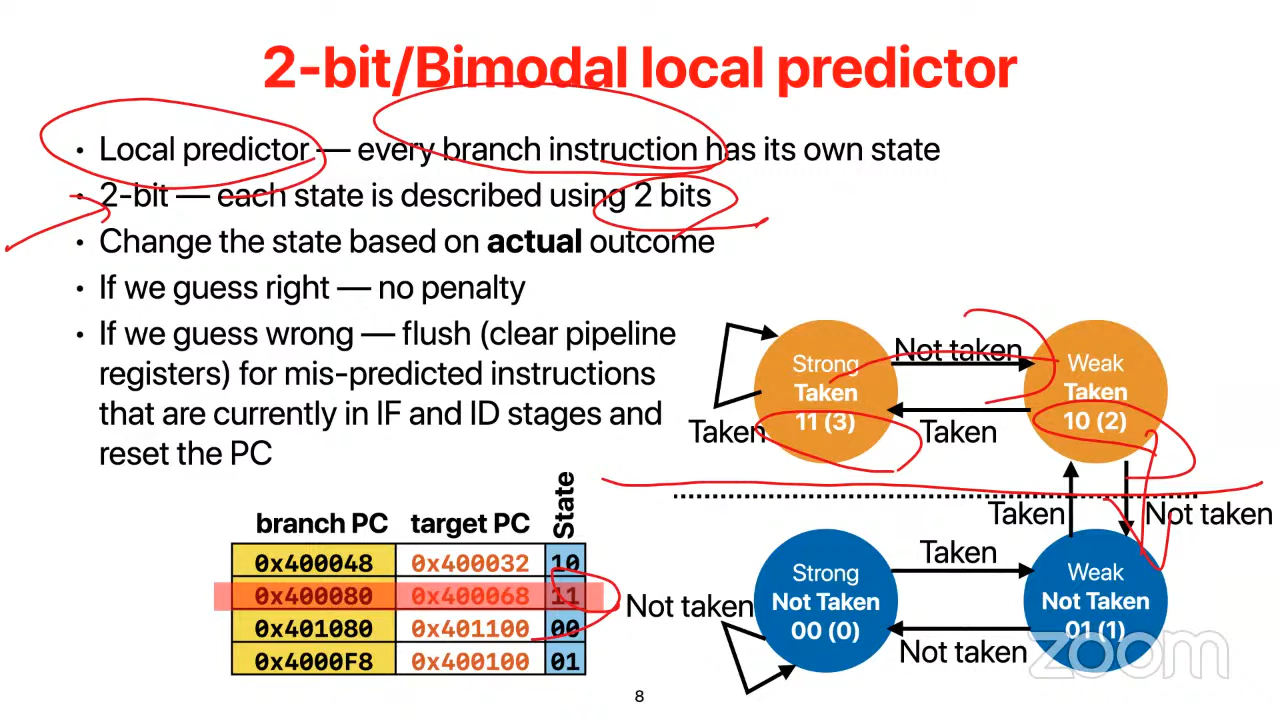 2-bit/Bimodal local predictor
• Local predictor — every branch instruction has its own state
• 2-bit — each state is described using 2 bits
• Change the state based on actual outcome
• If we guess right — no penalty
• If we guess wrong — flush (clear pipeline
registers) for mis-predicted instructions
that are currently in IF and ID stages and
reset the PC
Strong
Taken
11 (3)
Not taken
Weak
Taken
10 (2)
Taken
Taken
Taken
Not taken
Strong
Not Taken
00 (0)
Taken
Weak
Not Taken
01 (1)
Not taken
Not taken
branch PC target PC State
0x400048 0x400032 10
0x400080 0x400068 11
0x401080 0x401100 00
0x4000F8 0x400100 01
zoom
8